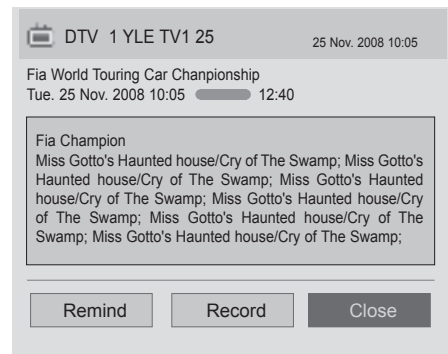 DTV 1 YLE TV1 25 25 Nov. 2008 10:05
Fia World Touring Car Chanpionship
Tue. 25 Nov. 2008 10:05 12:40
Fia Champion
Miss Gotto's Haunted house/Cry of The Swamp; Miss Gotto's
Haunted house/Cry of The Swamp; Miss Gotto's Haunted
house/Cry of The Swamp; Miss Gotto's Haunted house/Cry
of The Swamp; Miss Gotto's Haunted house/Cry of The
Swamp; Miss Gotto's Haunted house/Cry of The Swamp;
Remind Record Close